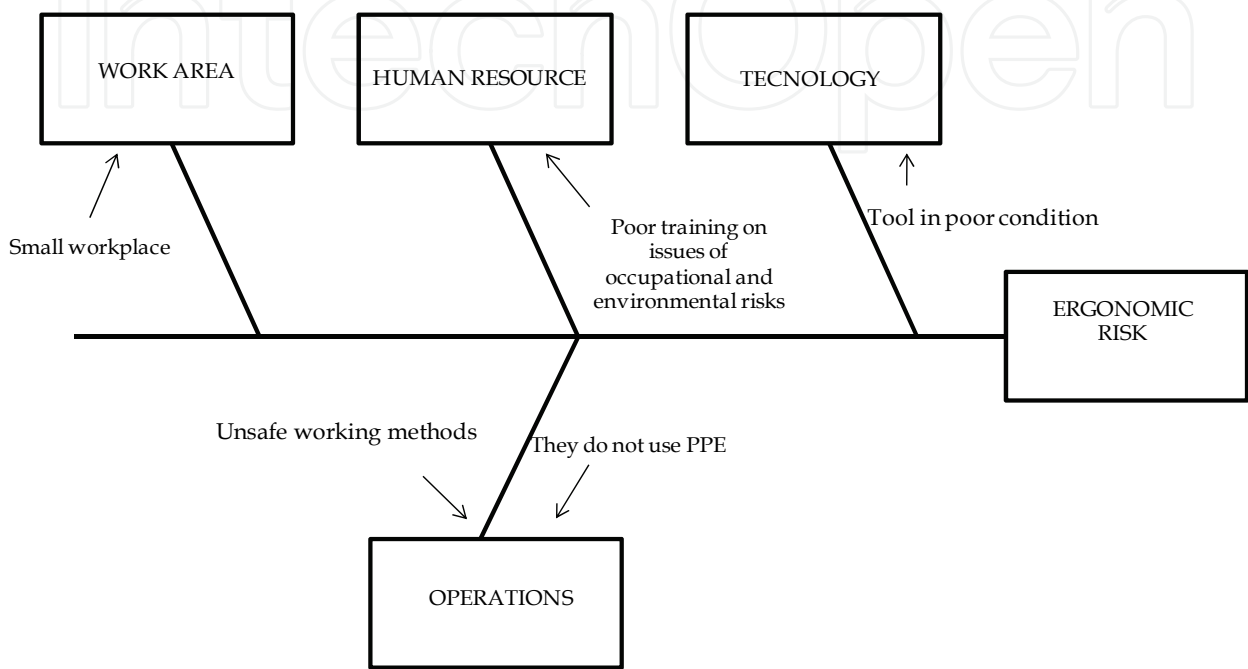 IntechOpen
WORK AREA
HUMAN RESOURCE
TECNOLOGY
Small workplace
Poor training on
issues of
occupational and
environmental risks
Tool in poor condition
ERGONOMIC
RISK
Unsafe working methods
They do not use PPE
OPERATIONS